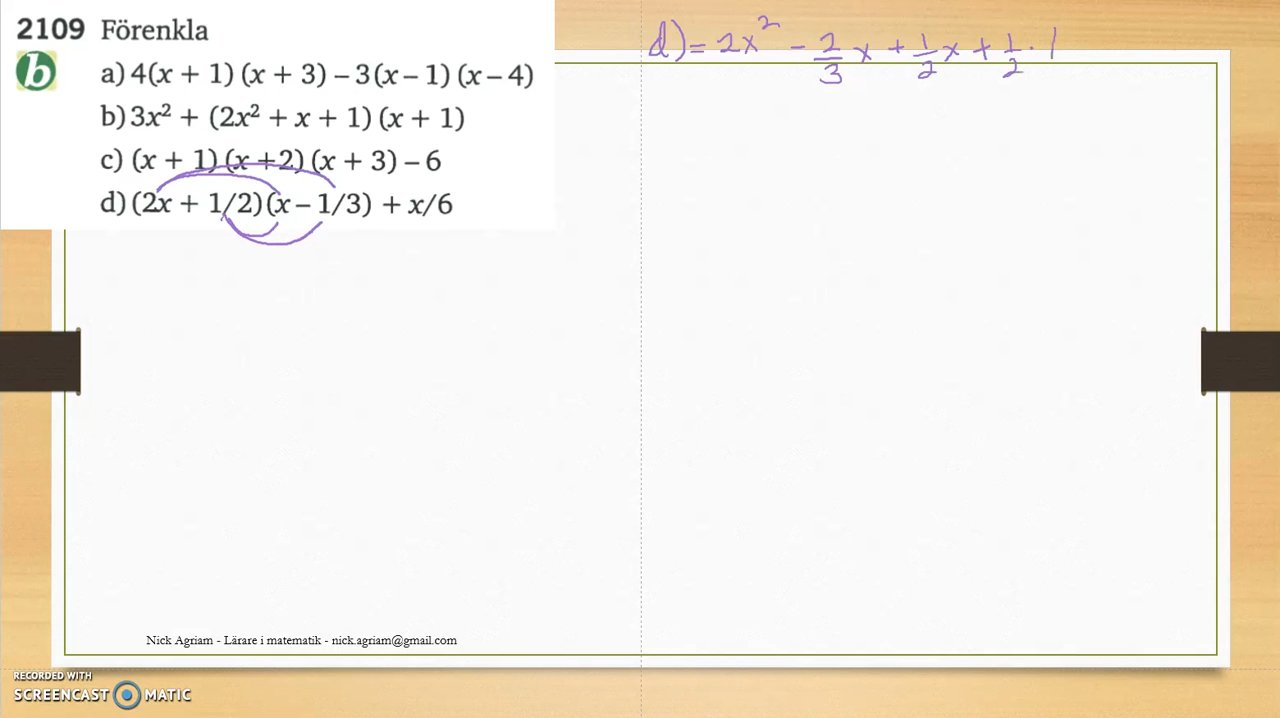 2109 Förenkla
b
a) 4(x + 1) (x + 3) – 3(x – 1) (x – 4)
b) 3x² + (2x² + x + 1) (x + 1)
c) (x + 1) (x + 2) (x + 3) – 6
d) (2x + 1/2)(x – 1/3) + x/6
d) = 2x² - 2/3 x + 1/2 x + 1/2 · 1
Nick Agriam - Lärare i matematik - nick.agriam@gmail.com
RECORDED WITH
SCREENCAST MATIC